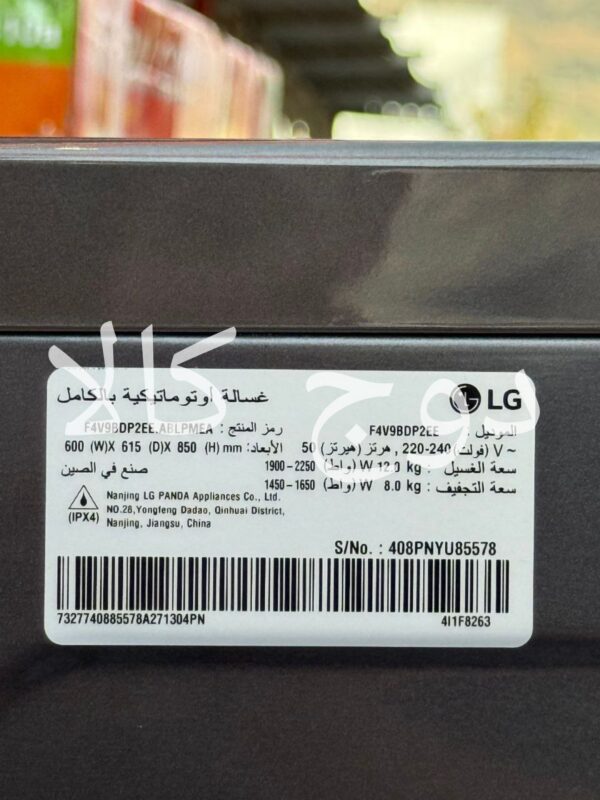 دوج کالا
LG
غسالة أوتوماتيكية بالكامل
الموديل : F4V9BDP2EE رمز المنتج : F4V9BDP2EE.ABLPMEA
~ V (فولت) 220-240 , هرتز (هيرتز) 50 الأبعاد: 600 (W)X 615 (D)X 850 (H) mm
سعة الغسيل : 12.0 kg W (واط) 1900-2250 صنع في الصين
سعة التجفيف : 8.0 kg W (واط) 1450-1650
(IPX4)
Nanjing LG PANDA Appliances Co., Ltd.
NO.28,Yongfeng Dadao, Qinhuai District,
Nanjing, Jiangsu, China
S/No. : 408PNYU85578
7327740885578A271304PN 4I1F8263